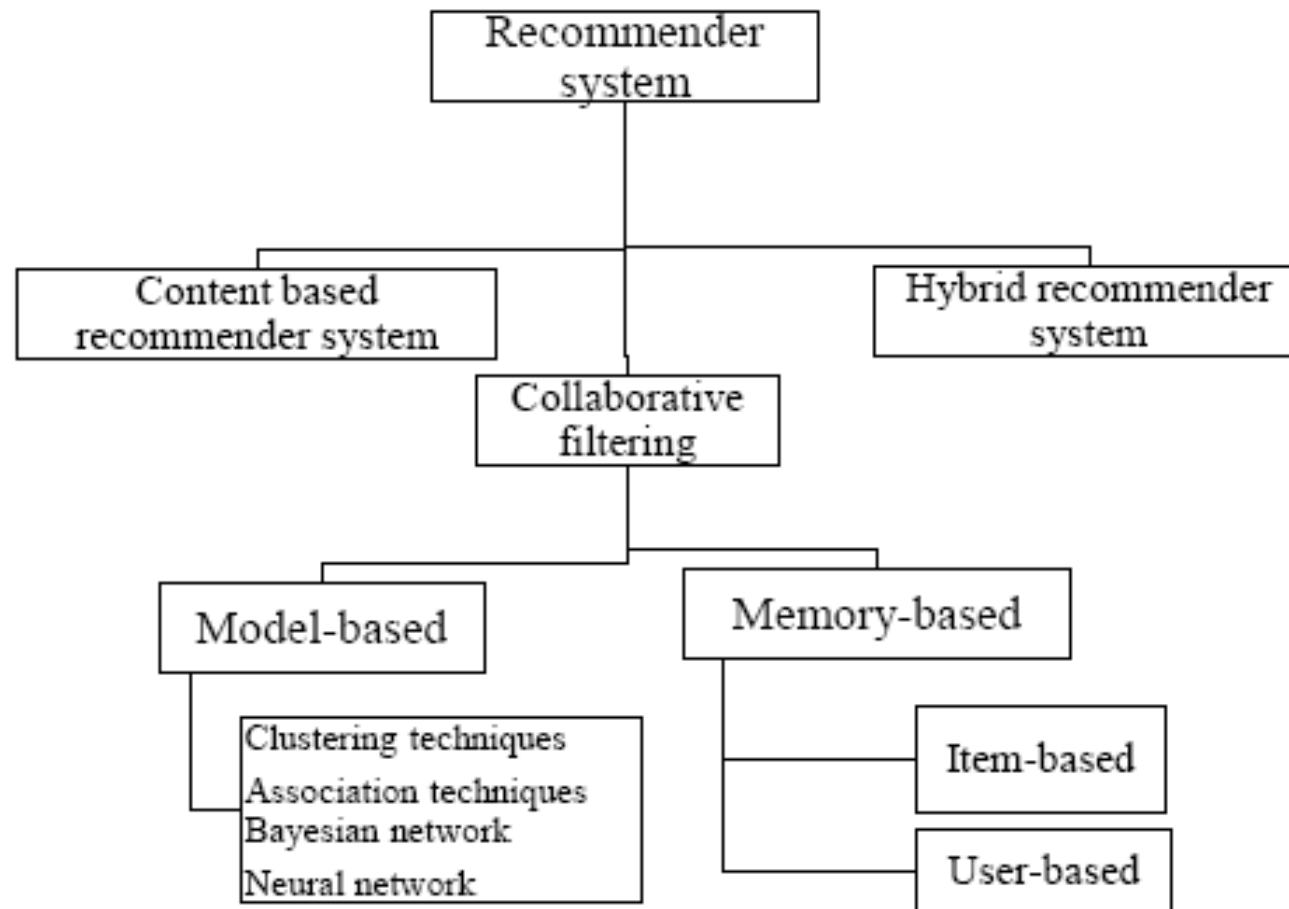 Recommender
system
Content based
recommender system
Hybrid recommender
system
Collaborative
filtering
Model-based
Memory-based
Clustering techniques
Association techniques
Bayesian network
Neural network
Item-based
User-based